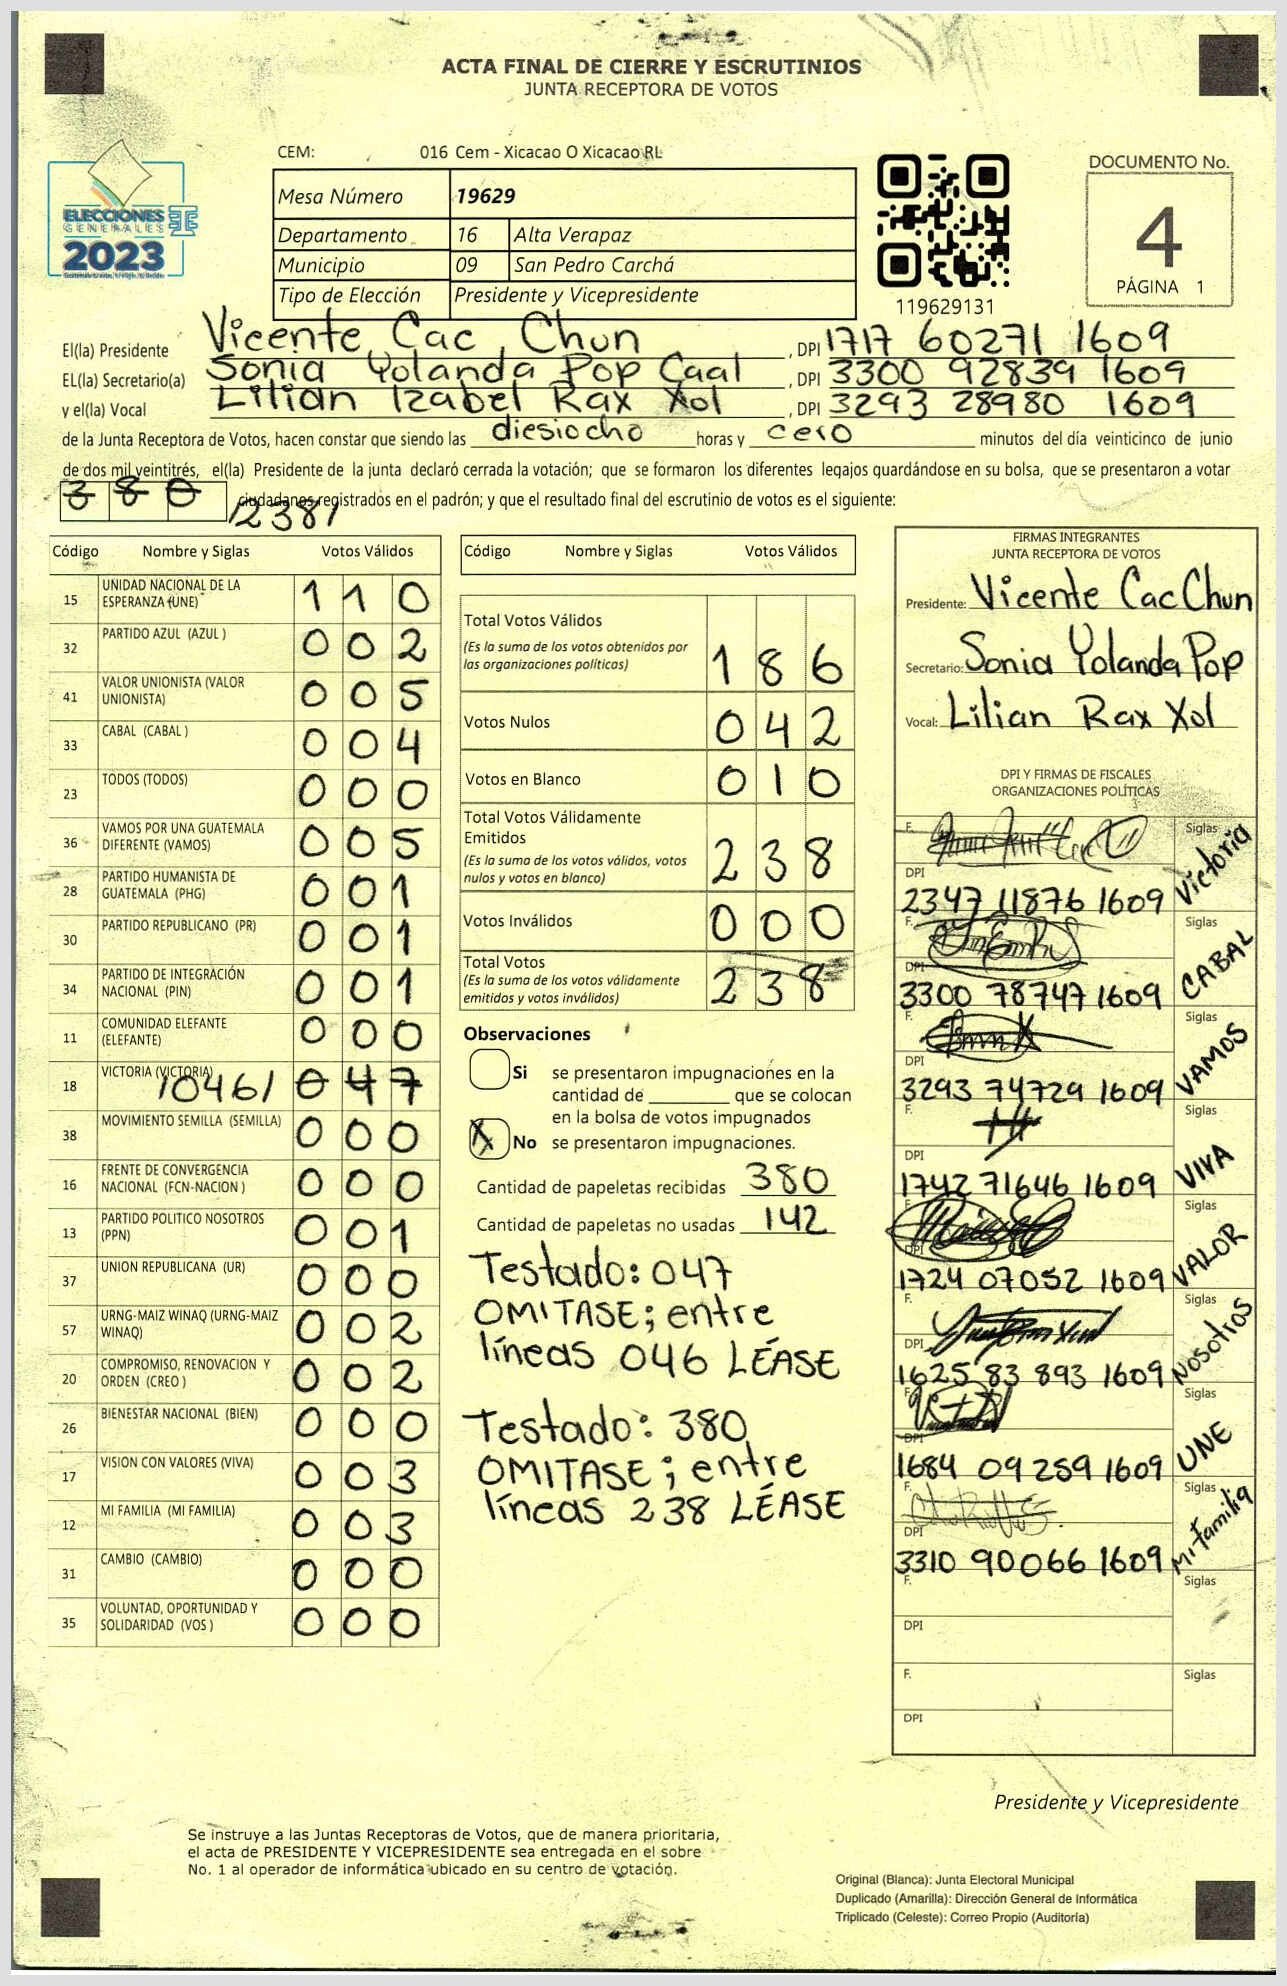 ACTA FINAL DE CIERRE Y ESCRUTINIOS
JUNTA RECEPTORA DE VOTOS
CEM: 016 Cem - Xicacao O Xicacao RL
ELECCIONES
GENERALES
2023
Mesa Número 19629
Departamento 16 Alta Verapaz
Municipio 09 San Pedro Carchá
Tipo de Elección Presidente y Vicepresidente
119629131
DOCUMENTO No.
4
PÁGINA 1
El(la) Presidente Vicente Cac Chun , DPI 1717 60271 1609
EL(la) Secretario(a) Sonia Yolanda Pop Caal , DPI 3300 92839 1609
y el(la) Vocal Lilian Izabel Rax Xol , DPI 3293 28980 1609
de la Junta Receptora de Votos, hacen constar que siendo las diesiocho horas y cero minutos del día veinticinco de junio
de dos mil veintitrés, el(la) Presidente de la junta declaró cerrada la votación; que se formaron los diferentes legajos guardándose en su bolsa, que se presentaron a votar
380 /238/ ciudadanos registrados en el padrón; y que el resultado final del escrutinio de votos es el siguiente:
Código Nombre y Siglas Votos Válidos
15 UNIDAD NACIONAL DE LA ESPERANZA (UNE) 1 1 0
32 PARTIDO AZUL (AZUL ) 0 0 2
41 VALOR UNIONISTA (VALOR UNIONISTA) 0 0 5
33 CABAL (CABAL ) 0 0 4
23 TODOS (TODOS) 0 0 0
36 VAMOS POR UNA GUATEMALA DIFERENTE (VAMOS) 0 0 5
28 PARTIDO HUMANISTA DE GUATEMALA (PHG) 0 0 1
30 PARTIDO REPUBLICANO (PR) 0 0 1
34 PARTIDO DE INTEGRACIÓN NACIONAL (PIN) 0 0 1
11 COMUNIDAD ELEFANTE (ELEFANTE) 0 0 0
18 VICTORIA (VICTORIA) /046/ 0 4 7
38 MOVIMIENTO SEMILLA (SEMILLA) 0 0 0
16 FRENTE DE CONVERGENCIA NACIONAL (FCN-NACION ) 0 0 0
13 PARTIDO POLITICO NOSOTROS (PPN) 0 0 1
37 UNION REPUBLICANA (UR) 0 0 0
57 URNG-MAIZ WINAQ (URNG-MAIZ WINAQ) 0 0 2
20 COMPROMISO, RENOVACION Y ORDEN (CREO ) 0 0 2
26 BIENESTAR NACIONAL (BIEN) 0 0 0
17 VISION CON VALORES (VIVA) 0 0 3
12 MI FAMILIA (MI FAMILIA) 0 0 3
31 CAMBIO (CAMBIO) 0 0 0
35 VOLUNTAD, OPORTUNIDAD Y SOLIDARIDAD (VOS ) 0 0 0
Código Nombre y Siglas Votos Válidos
Total Votos Válidos
(Es la suma de los votos obtenidos por las organizaciones políticas) 1 8 6
Votos Nulos 0 4 2
Votos en Blanco 0 1 0
Total Votos Válidamente Emitidos
(Es la suma de los votos válidos, votos nulos y votos en blanco) 2 3 8
Votos Inválidos 0 0 0
Total Votos
(Es la suma de los votos válidamente emitidos y votos inválidos) 2 3 8
Observaciones
Si se presentaron impugnaciones en la
cantidad de que se colocan
en la bolsa de votos impugnados
X No se presentaron impugnaciones.
Cantidad de papeletas recibidas 380
Cantidad de papeletas no usadas 142
Testado: 047
OMITASE; entre
líneas 046 LÉASE
Testado: 380
OMITASE; entre
líneas 238 LÉASE
FIRMAS INTEGRANTES
JUNTA RECEPTORA DE VOTOS
Presidente: Vicente Cac Chun
Secretario: Sonia Yolanda Pop
Vocal: Lilian Rax Xol
DPI Y FIRMAS DE FISCALES
ORGANIZACIONES POLÍTICAS
F. Siglas Victoria
DPI 2347 11876 1609
F. Siglas CABAL
DPI 3300 78747 1609
F. Siglas VAMOS
DPI 3293 74729 1609
F. Siglas VIVA
DPI 1742 71646 1609
F. Siglas VALOR
DPI 1724 07052 1609
F. Siglas Nosotros
DPI 1625 83 893 1609
F. Siglas UNE
DPI 1684 09 259 1609
F. Siglas Mi Familia
DPI 3310 90066 1609
F. Siglas
DPI
F. Siglas
DPI
Presidente y Vicepresidente
Se instruye a las Juntas Receptoras de Votos, que de manera prioritaria,
el acta de PRESIDENTE Y VICEPRESIDENTE sea entregada en el sobre
No. 1 al operador de informática ubicado en su centro de votación.
Original (Blanca): Junta Electoral Municipal
Duplicado (Amarilla): Dirección General de Informática
Triplicado (Celeste): Correo Propio (Auditoría)